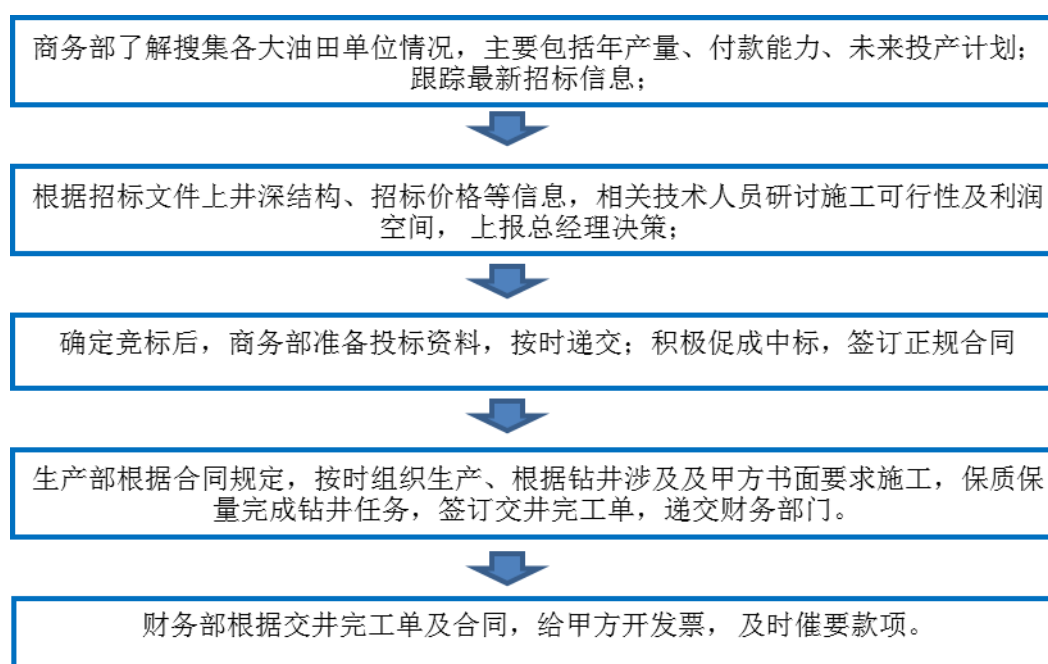 商务部了解搜集各大油田单位情况，主要包括年产量、付款能力、未来投产计划；
跟踪最新招标信息；
根据招标文件上井深结构、招标价格等信息，相关技术人员研讨施工可行性及利润
空间， 上报总经理决策；
确定竞标后，商务部准备投标资料，按时递交；积极促成中标，签订正规合同
生产部根据合同规定，按时组织生产、根据钻井涉及及甲方书面要求施工，保质保
量完成钻井任务，签订交井完工单，递交财务部门。
财务部根据交井完工单及合同，给甲方开发票， 及时催要款项。